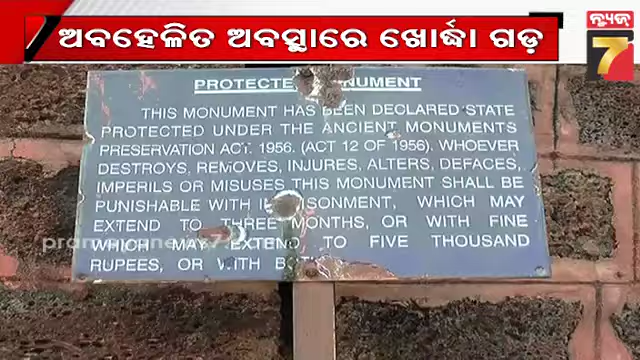 ଅବହେଳିତ ଅବସ୍ଥାରେ ଖୋର୍ଦ୍ଧା ଗଡ଼
ନ୍ୟୁଜ୍
7
PROTECTED MONUMENT
THIS MONUMENT HAS BEEN DECLARED STATE
PROTECTED UNDER THE ANCIENT MONUMENTS
PRESERVATION ACT. 1956. (ACT 12 OF 1956). WHOEVER
DESTROYS, REMOVES, INJURES, ALTERS, DEFACES,
IMPERILS OR MISUSES THIS MONUMENT SHALL BE
PUNISHABLE WITH IMPRISONMENT, WHICH MAY
EXTEND TO THREE MONTHS, OR WITH FINE
WHICH MAY EXTEND TO FIVE THOUSAND
RUPEES, OR WITH